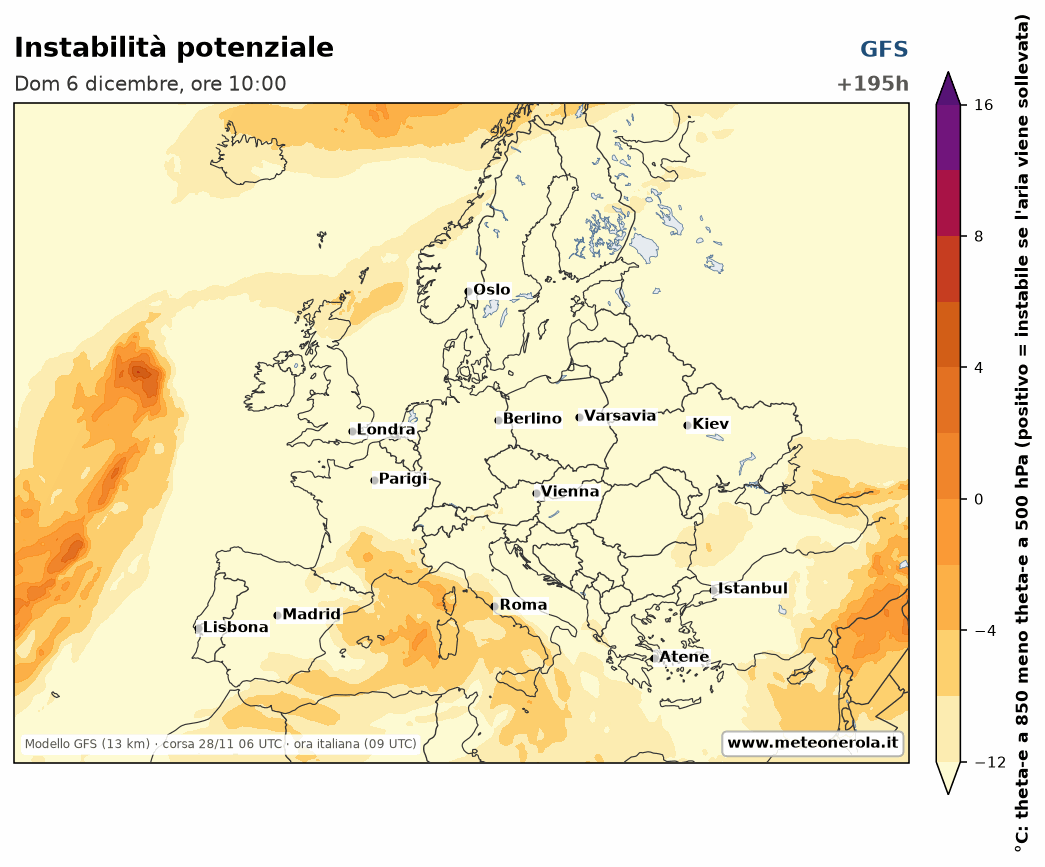 Instabilità potenziale
GFS
Dom 6 dicembre, ore 10:00
+195h
Oslo
Berlino
Varsavia
Kiev
Londra
Parigi
Vienna
Istanbul
Roma
Madrid
Lisbona
Atene
Modello GFS (13 km) · corsa 28/11 06 UTC · ora italiana (09 UTC)
www.meteonerola.it
16
8
4
0
−4
−12
°C: theta-e a 850 meno theta-e a 500 hPa (positivo = instabile se l'aria viene sollevata)